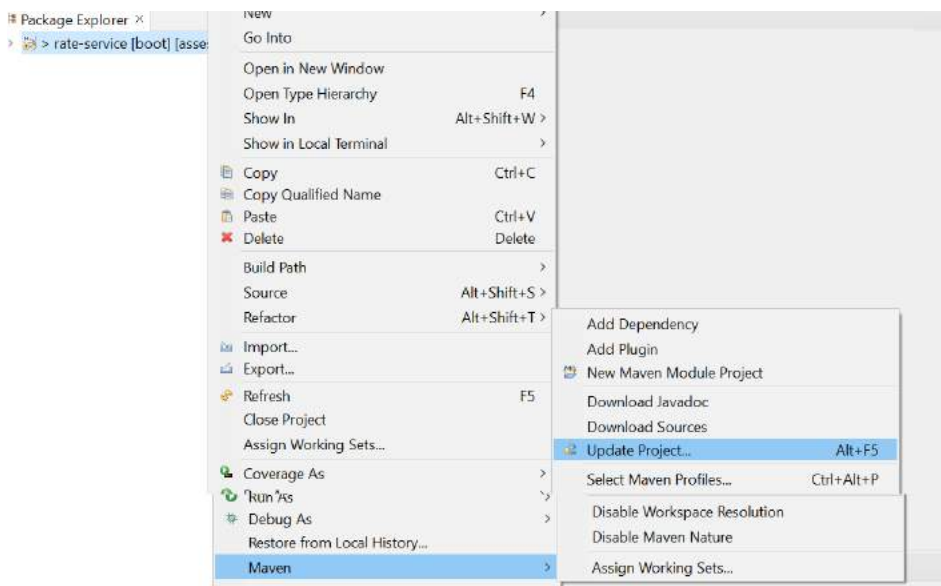 Package Explorer ×
> rate-service [boot] [asse
New
Go Into
Open in New Window
Open Type Hierarchy F4
Show In Alt+Shift+W >
Show in Local Terminal >
Copy Ctrl+C
Copy Qualified Name
Paste Ctrl+V
Delete Delete
Build Path >
Source Alt+Shift+S >
Refactor Alt+Shift+T >
Import...
Export...
Refresh F5
Close Project
Assign Working Sets...
Coverage As >
Run As >
Debug As >
Restore from Local History...
Maven >
Add Dependency
Add Plugin
New Maven Module Project
Download Javadoc
Download Sources
Update Project... Alt+F5
Select Maven Profiles... Ctrl+Alt+P
Disable Workspace Resolution
Disable Maven Nature
Assign Working Sets...